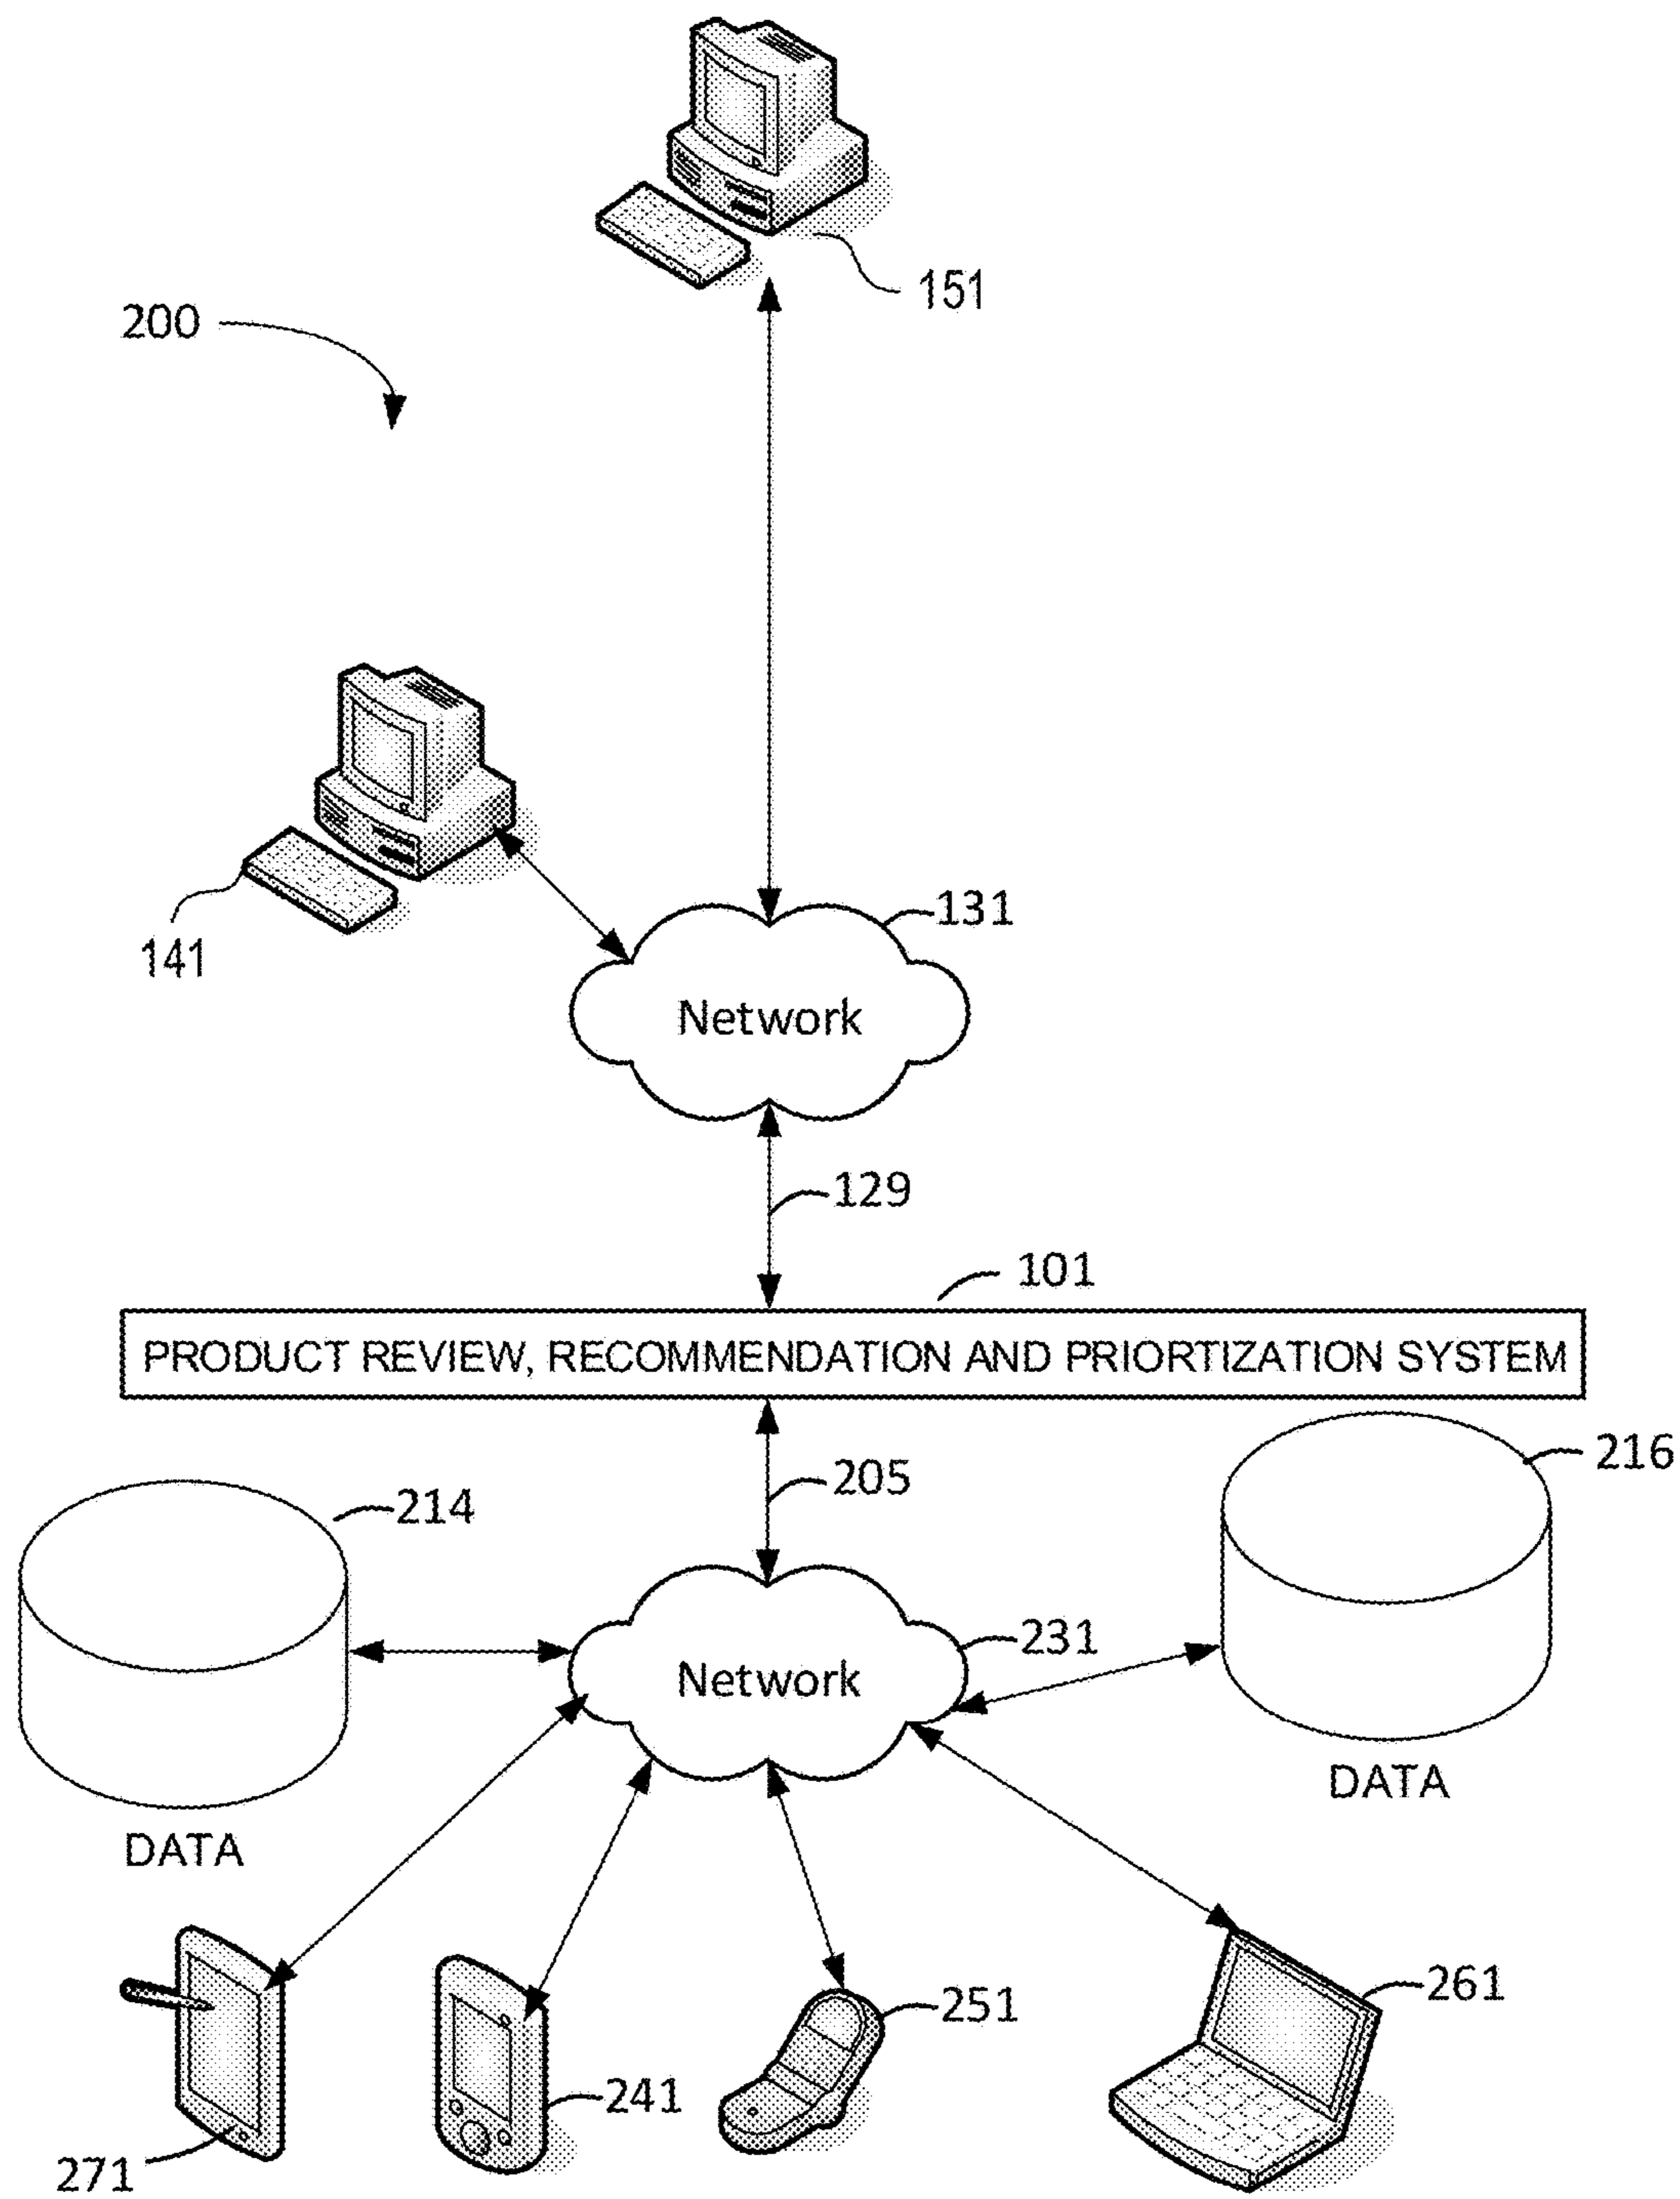 151
200
131
141
Network
129
101
PRODUCT REVIEW, RECOMMENDATION AND PRIORTIZATION SYSTEM
216
205
214
231
Network
DATA
DATA
261
251
241
271